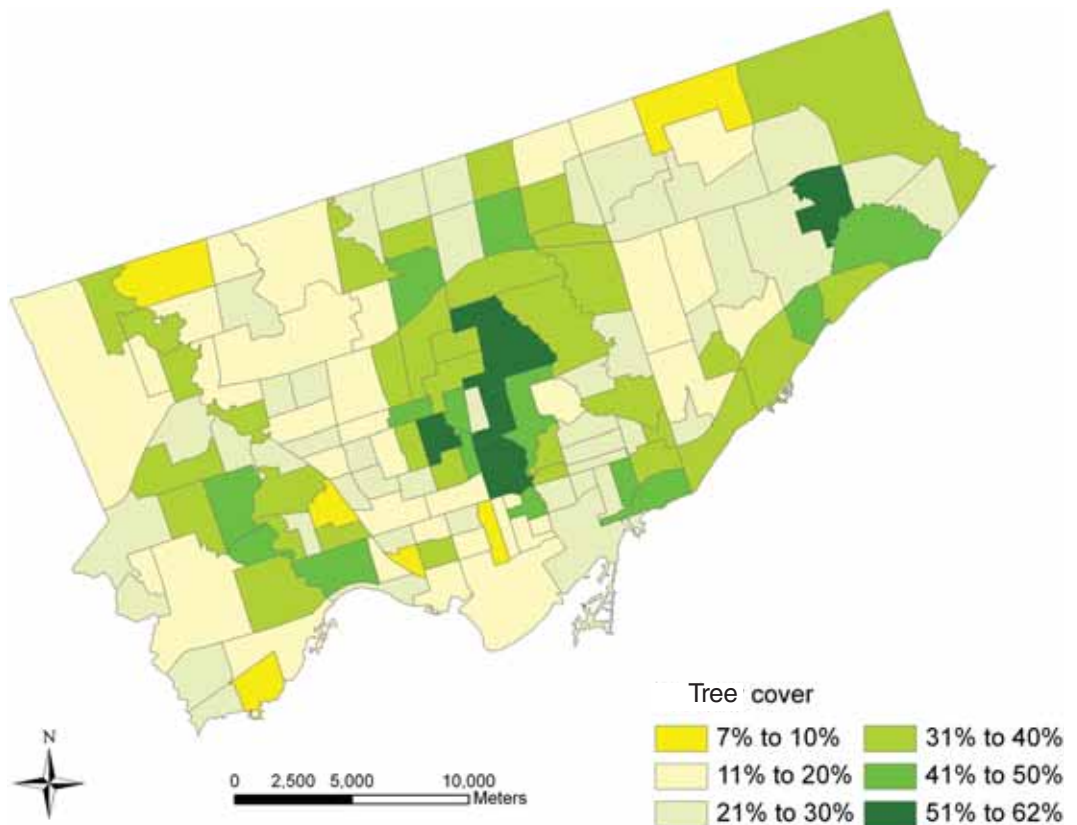 Tree cover
7% to 10%
31% to 40%
11% to 20%
41% to 50%
21% to 30%
51% to 62%
N
0 2,500 5,000 10,000
Meters